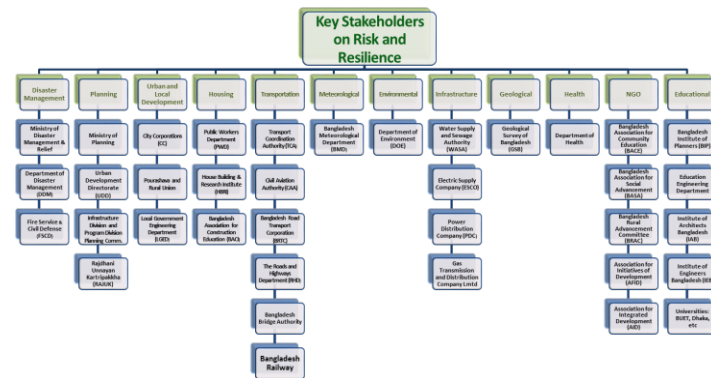 Key Stakeholders
on Risk and
Resilience
Disaster
Management
Planning
Urban and
Local
Development
Housing
Transportation
Meteorological
Environmental
Infrastructure
Geological
Health
NGO
Educational
Ministry of
Disaster
Management &
Relief
Department of
Disaster
Management
(DDM)
Fire Service &
Civil Defense
(FSCD)
Ministry of
Planning
Urban
Development
Directorate
(UDD)
Infrastructure
Division and
Program Division
Planning Comm.
Rajdhani
Unnayan
Kartripakkha
(RAJUK)
City Corporations
(CC)
Pourashava and
Rural Union
Local Government
Engineering
Department
(LGED)
Public Workers
Department
(PWD)
House Building &
Research Institute
(HBRI)
Bangladesh
Association for
Construction
Education (BAC)
Transport
Coordination
Authority (TCA)
Civil Aviation
Authority (CAA)
Bangladesh Road
Transport
Corporation
(BRTC)
The Roads and
Highways
Department (RHD)
Bangladesh
Bridge Authority
Bangladesh
Railway
Bangladesh
Meteorological
Department (BMD)
Department of
Environment (DOE)
Water Supply
and Sewage
Authority
(WASA)
Electric Supply
Company (ESCO)
Power
Distribution
Company (PDC)
Gas
Transmission
and Distribution
Company Lmtd
Geological
Survey of
Bangladesh
(GSB)
Department of
Health
Bangladesh
Association for
Community
Education (BACE)
Bangladesh
Association for
Social
Advancement
(BASA)
Bangladesh
Rural
Advancement
Committee
(BRAC)
Association for
Initiatives of
Development
(AFID)
Association for
Integrated
Development
(AID)
Bangladesh
Institute of
Planners (BIP)
Education
Engineering
Department
Institute of
Architects
Bangladesh
(IAB)
Institute of
Engineers
Bangladesh (IEB)
Universities:
BUET, Dhaka,
etc